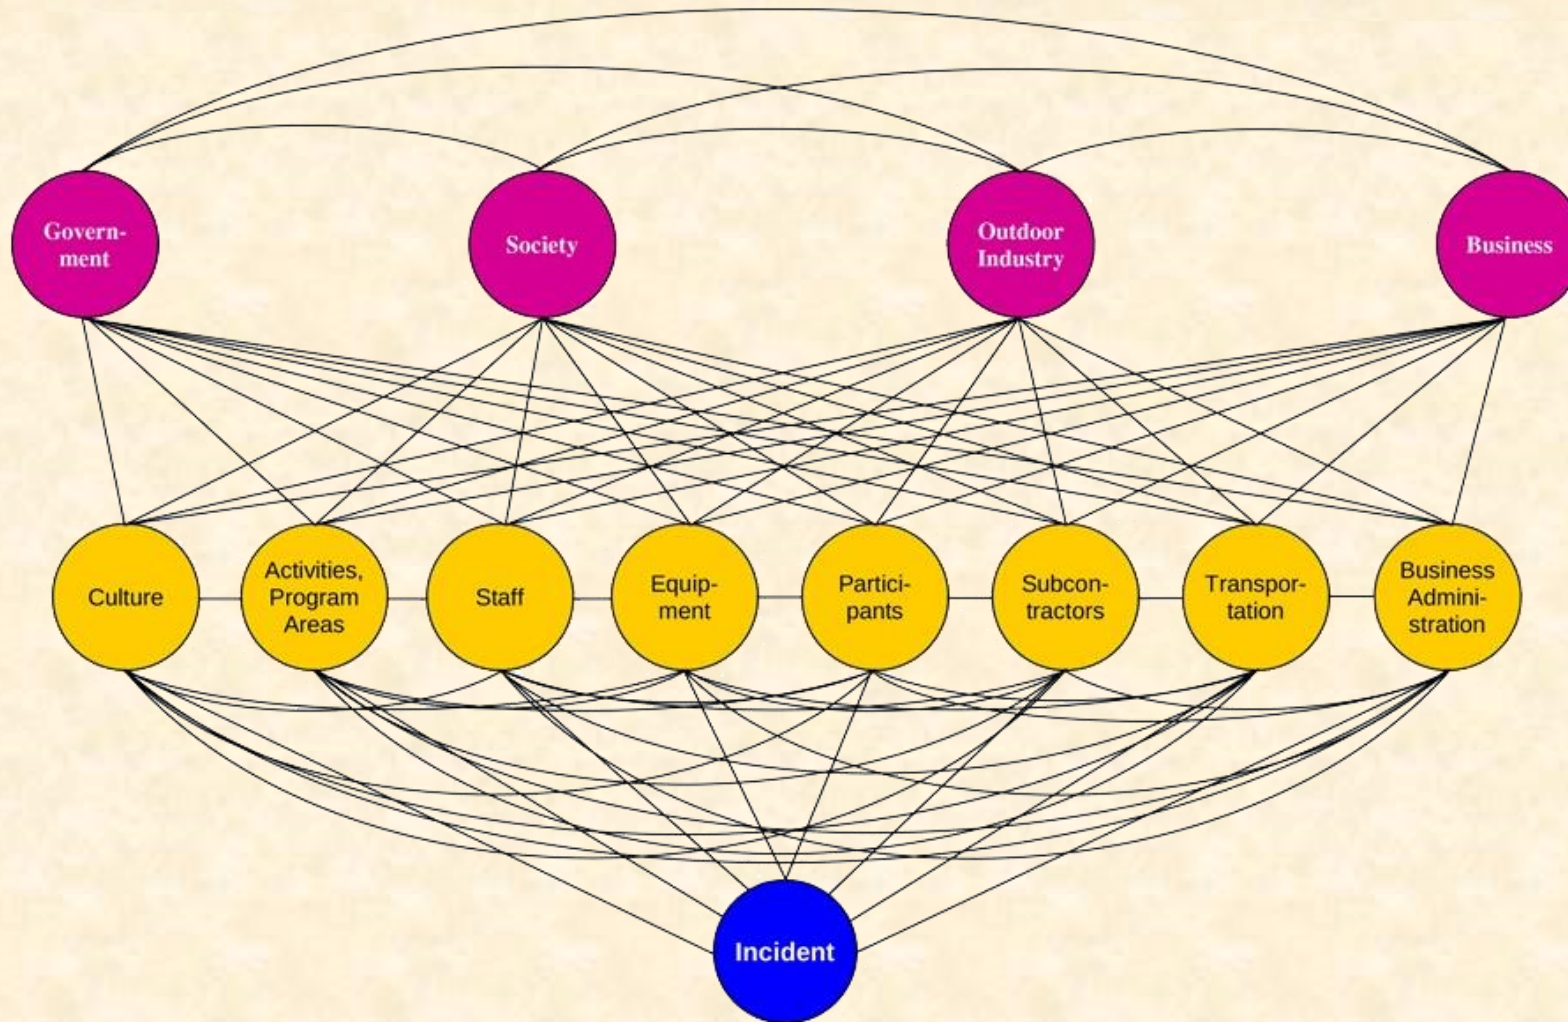 Govern-
ment
Society
Outdoor
Industry
Business
Culture
Activities,
Program
Areas
Staff
Equip-
ment
Partici-
pants
Subcon-
tractors
Transpor-
tation
Business
Admini-
stration
Incident